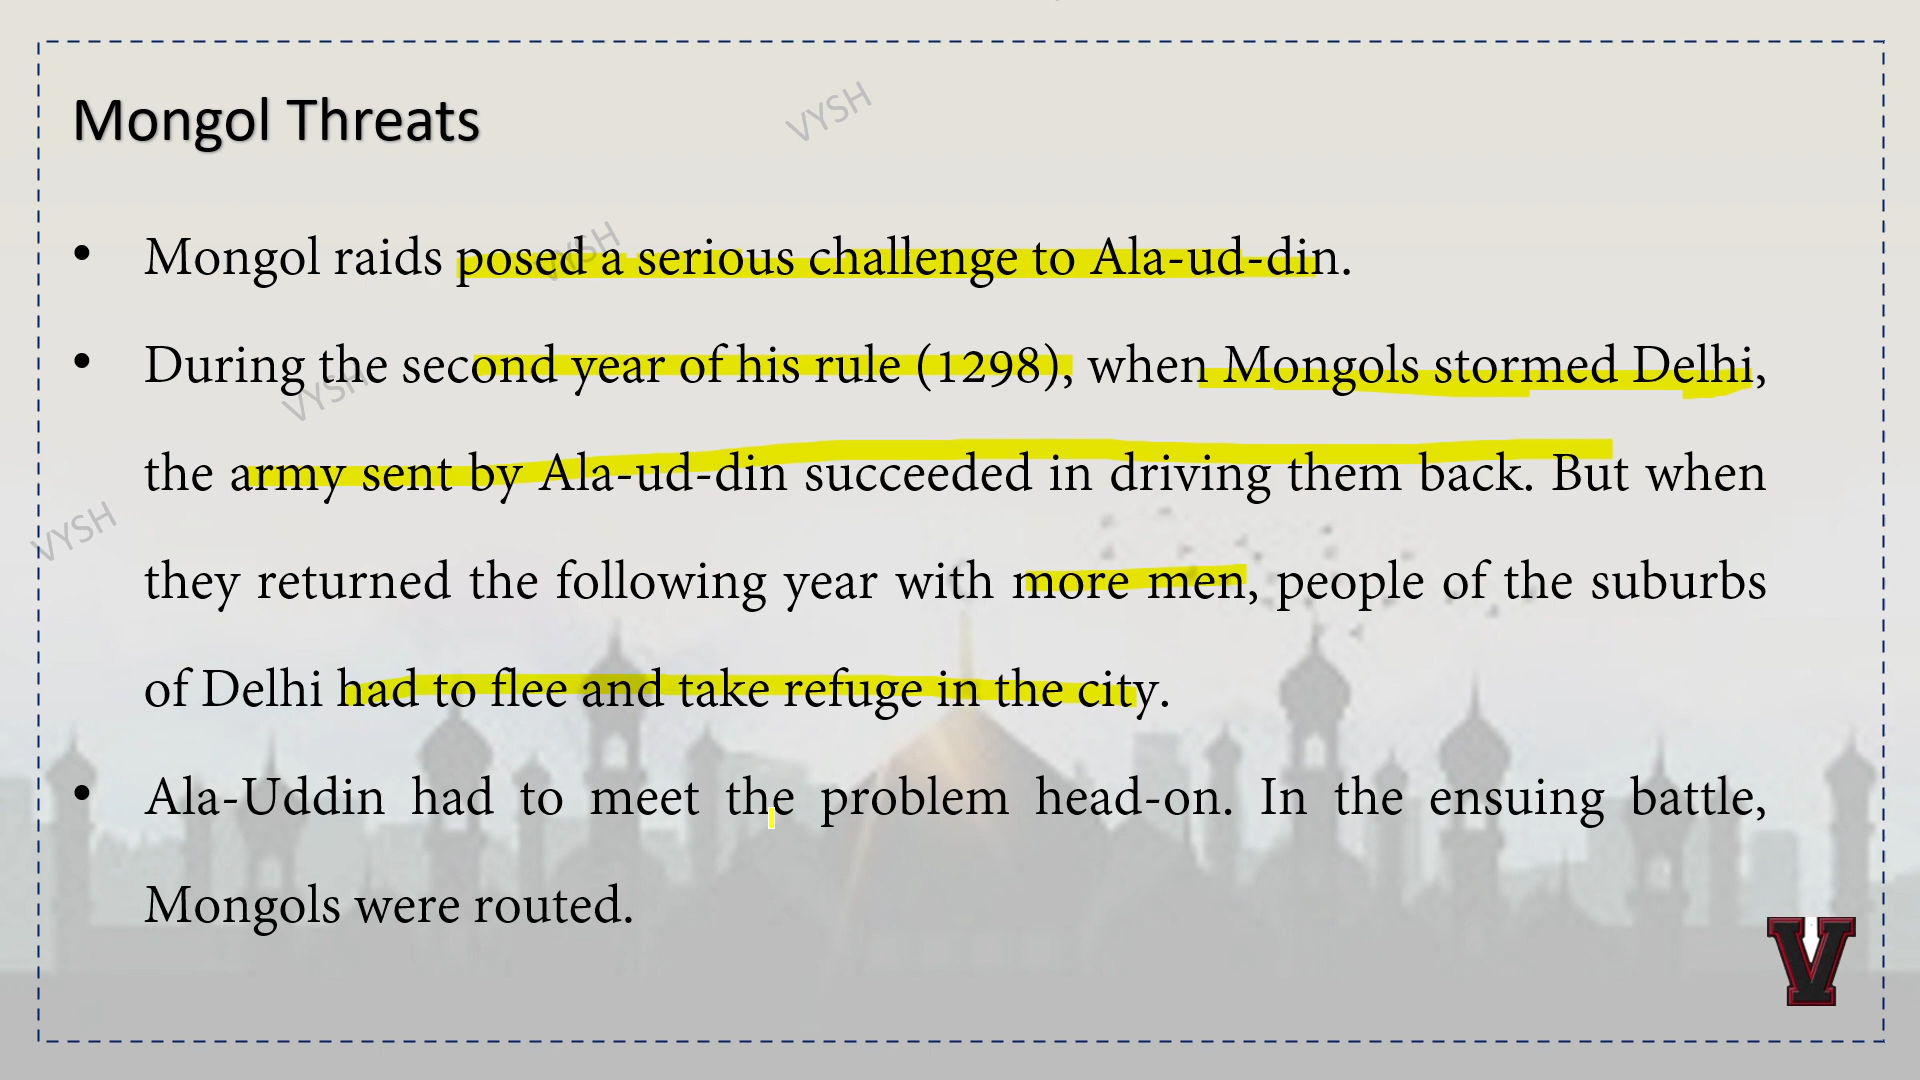 Mongol Threats
VYSH
• Mongol raids posed a serious challenge to Ala-ud-din.
VYSH
• During the second year of his rule (1298), when Mongols stormed Delhi,
VYSH
the army sent by Ala-ud-din succeeded in driving them back. But when
VYSH
they returned the following year with more men, people of the suburbs
of Delhi had to flee and take refuge in the city.
• Ala-Uddin had to meet the problem head-on. In the ensuing battle,
Mongols were routed.
V